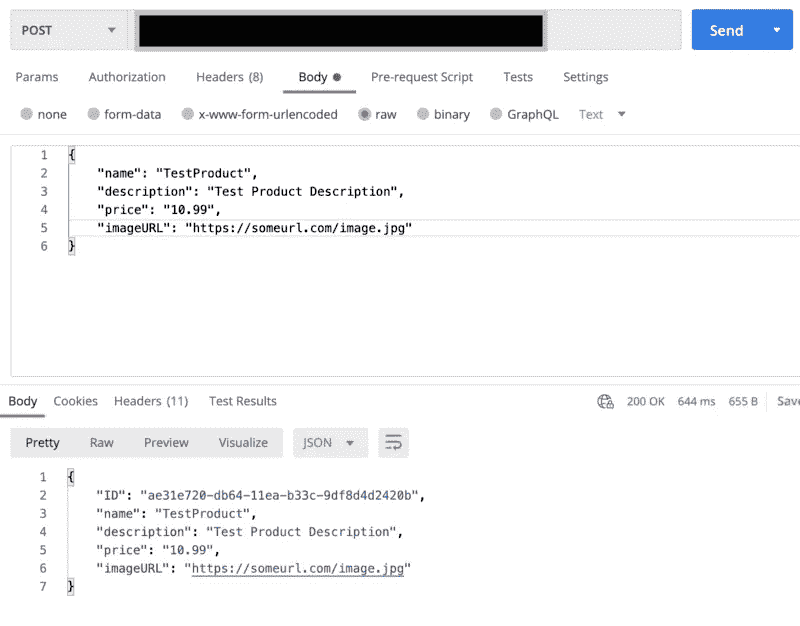 POST Send
Params Authorization Headers (8) Body Pre-request Script Tests Settings
none form-data x-www-form-urlencoded raw binary GraphQL Text
1 {
2 "name": "TestProduct",
3 "description": "Test Product Description",
4 "price": "10.99",
5 "imageURL": "https://someurl.com/image.jpg"
6 }
Body Cookies Headers (11) Test Results 200 OK 644 ms 655 B Save
Pretty Raw Preview Visualize JSON
1 {
2 "ID": "ae31e720-db64-11ea-b33c-9df8d4d2420b",
3 "name": "TestProduct",
4 "description": "Test Product Description",
5 "price": "10.99",
6 "imageURL": "https://someurl.com/image.jpg"
7 }